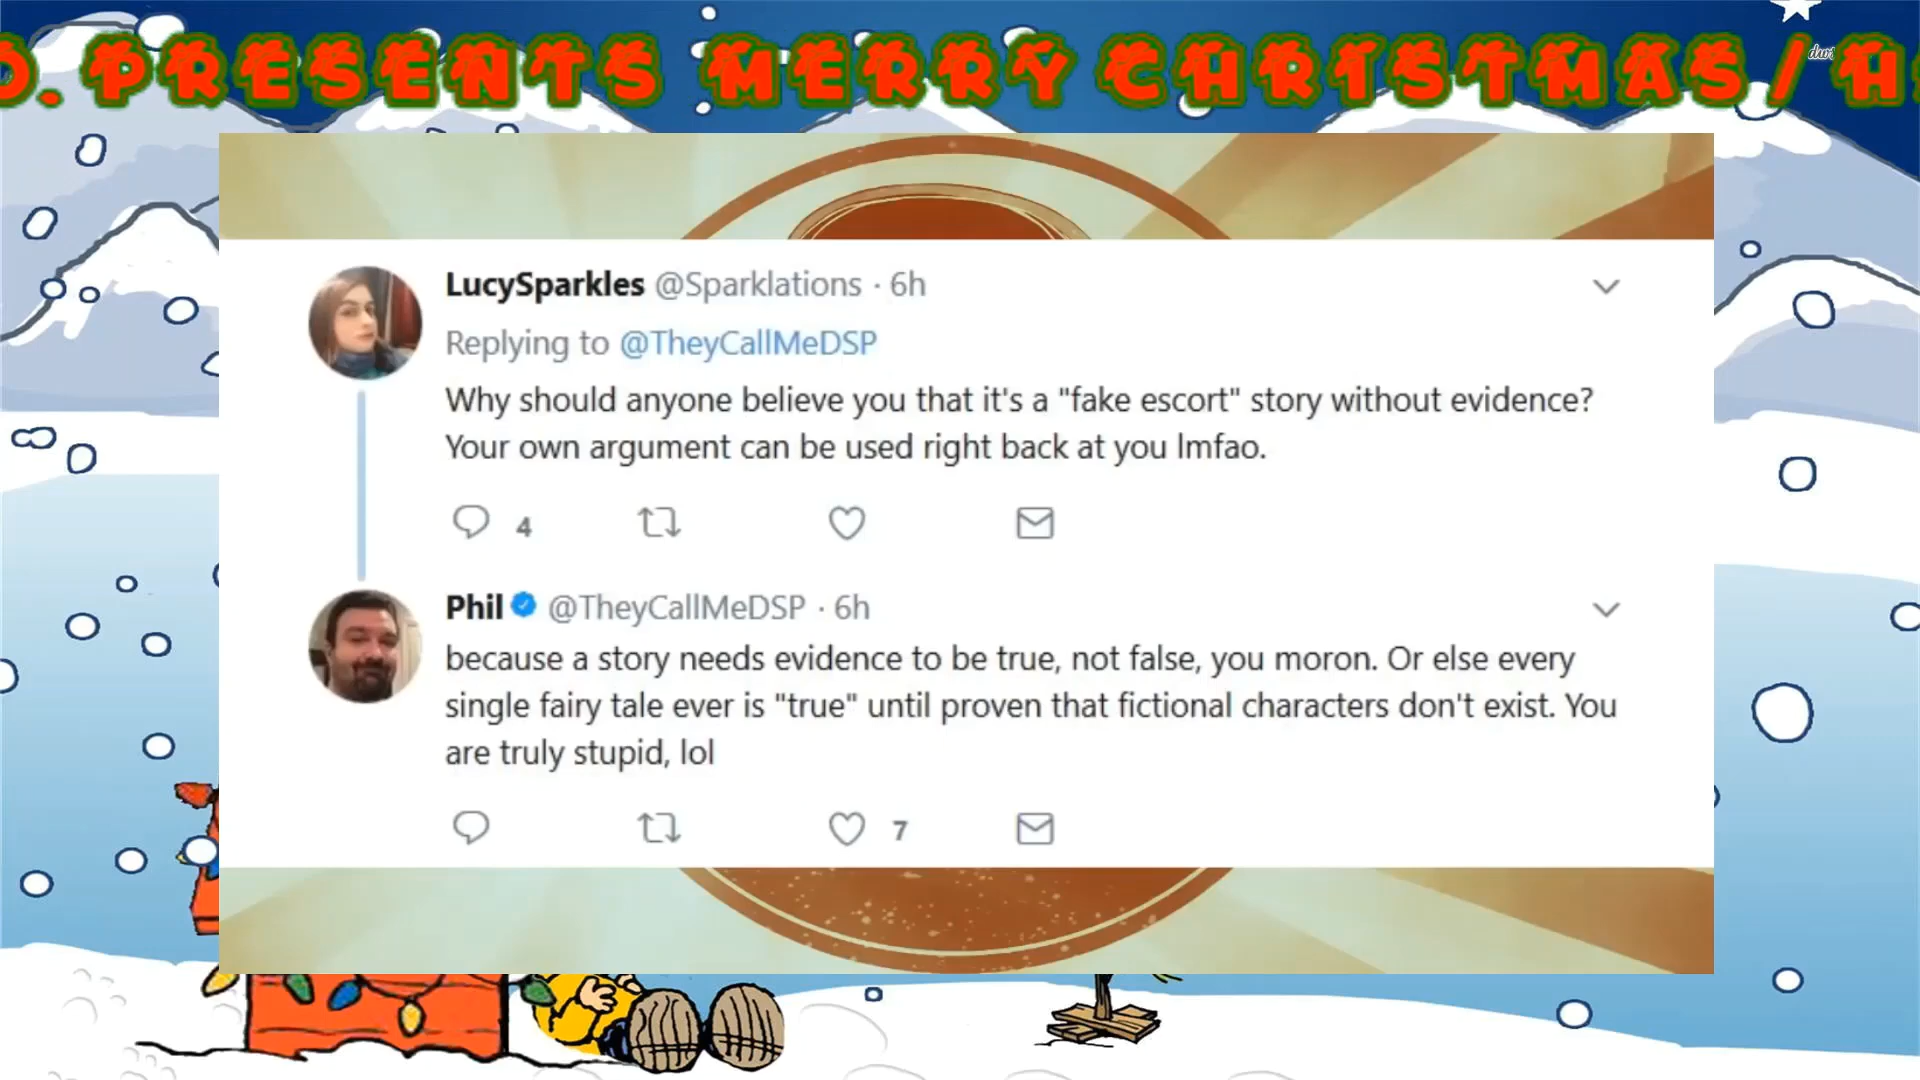 . PRESENTS MERRY CHRISTMAS / H
LucySparkles @Sparklations · 6h
Replying to @TheyCallMeDSP
Why should anyone believe you that it's a "fake escort" story without evidence?
Your own argument can be used right back at you lmfao.
4
Phil @TheyCallMeDSP · 6h
because a story needs evidence to be true, not false, you moron. Or else every
single fairy tale ever is "true" until proven that fictional characters don't exist. You
are truly stupid, lol
7